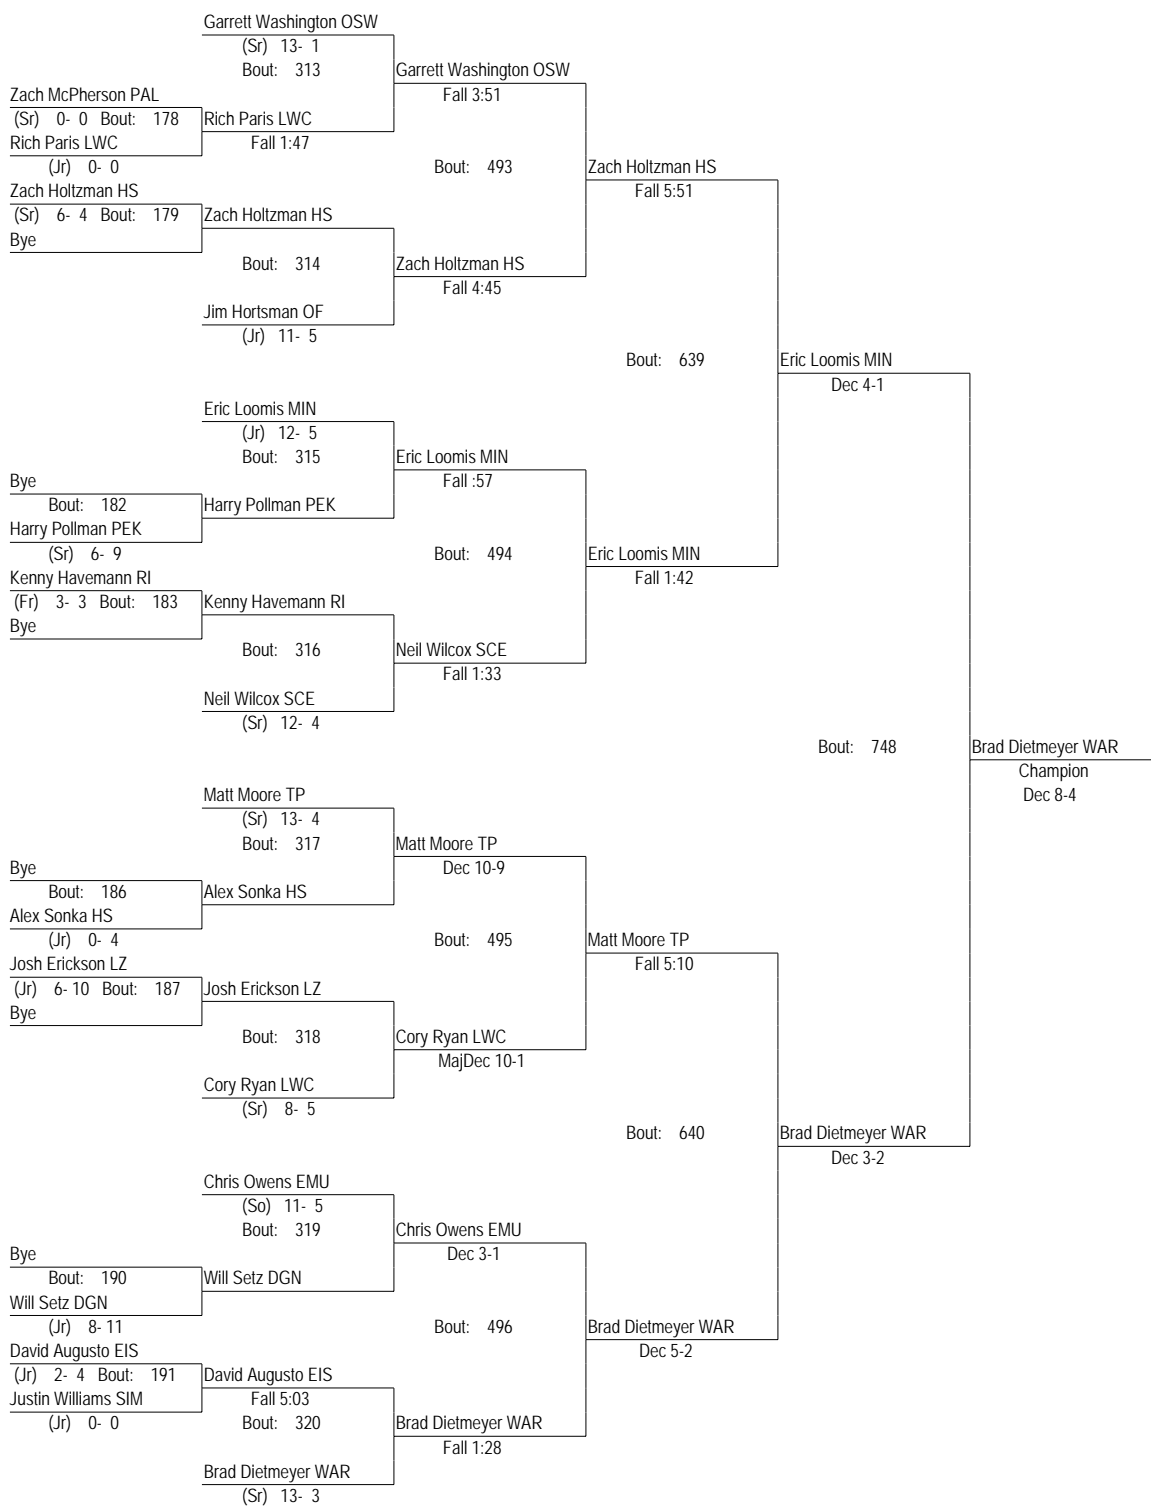 Garrett Washington OSW
(Sr) 13- 1
Bout: 313
Garrett Washington OSW
Fall 3:51
Zach McPherson PAL
(Sr) 0- 0 Bout: 178
Rich Paris LWC
Fall 1:47
Rich Paris LWC
(Jr) 0- 0
Bout: 493
Zach Holtzman HS
Fall 5:51
Zach Holtzman HS
(Sr) 6- 4 Bout: 179
Zach Holtzman HS
Bye
Bout: 314
Zach Holtzman HS
Fall 4:45
Jim Hortsman OF
(Jr) 11- 5
Bout: 639
Eric Loomis MIN
Dec 4-1
Eric Loomis MIN
(Jr) 12- 5
Bout: 315
Eric Loomis MIN
Fall :57
Bye
Bout: 182
Harry Pollman PEK
Harry Pollman PEK
(Sr) 6- 9
Bout: 494
Eric Loomis MIN
Fall 1:42
Kenny Havemann RI
(Fr) 3- 3 Bout: 183
Kenny Havemann RI
Bye
Bout: 316
Neil Wilcox SCE
Fall 1:33
Neil Wilcox SCE
(Sr) 12- 4
Bout: 748
Brad Dietmeyer WAR
Champion
Dec 8-4
Matt Moore TP
(Sr) 13- 4
Bout: 317
Matt Moore TP
Dec 10-9
Bye
Bout: 186
Alex Sonka HS
Alex Sonka HS
(Jr) 0- 4
Bout: 495
Matt Moore TP
Fall 5:10
Josh Erickson LZ
(Jr) 6- 10 Bout: 187
Josh Erickson LZ
Bye
Bout: 318
Cory Ryan LWC
MajDec 10-1
Cory Ryan LWC
(Sr) 8- 5
Bout: 640
Brad Dietmeyer WAR
Dec 3-2
Chris Owens EMU
(So) 11- 5
Bout: 319
Chris Owens EMU
Dec 3-1
Bye
Bout: 190
Will Setz DGN
Will Setz DGN
(Jr) 8- 11
Bout: 496
Brad Dietmeyer WAR
Dec 5-2
David Augusto EIS
(Jr) 2- 4 Bout: 191
David Augusto EIS
Fall 5:03
Justin Williams SIM
(Jr) 0- 0
Bout: 320
Brad Dietmeyer WAR
Fall 1:28
Brad Dietmeyer WAR
(Sr) 13- 3